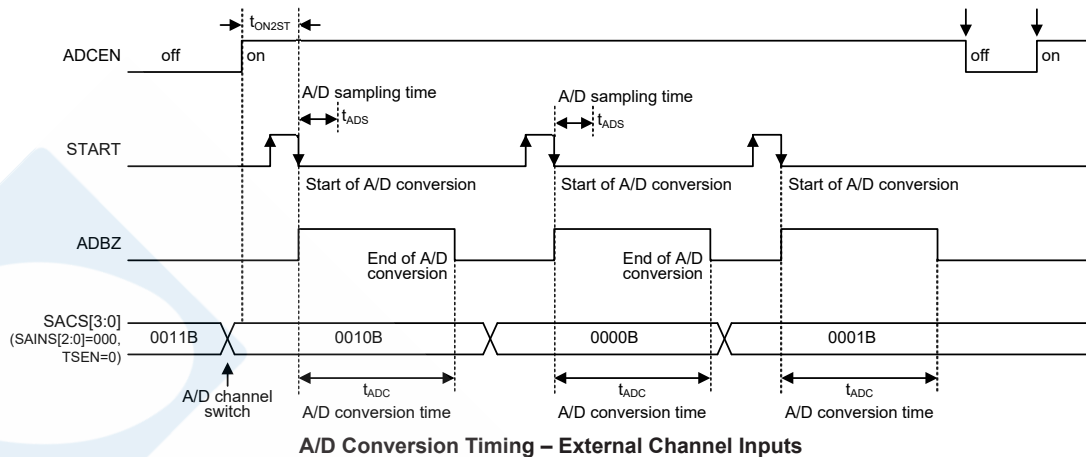 tON2ST
ADCEN
off
on
off
on
A/D sampling time
tADS
A/D sampling time
tADS
START
Start of A/D conversion
Start of A/D conversion
Start of A/D conversion
ADBZ
End of A/D
conversion
End of A/D
conversion
SACS[3:0]
(SAINS[2:0]=000,
TSEN=0)
0011B
0010B
0000B
0001B
A/D channel
switch
tADC
A/D conversion time
tADC
A/D conversion time
tADC
A/D conversion time
A/D Conversion Timing – External Channel Inputs